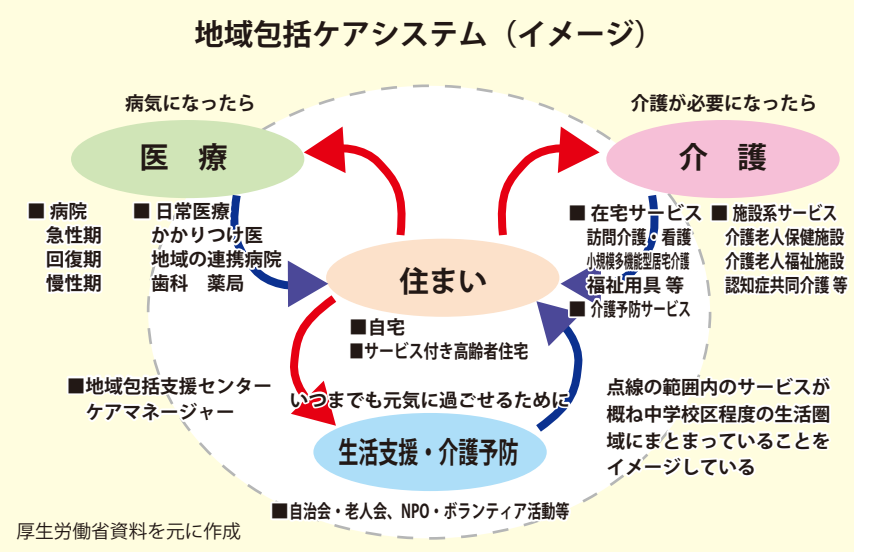 地域包括ケアシステム（イメージ）
病気になったら
医　療
■ 病院
急性期
回復期
慢性期
■ 日常医療
かかりつけ医
地域の連携病院
歯科　薬局
介護が必要になったら
介　護
■ 在宅サービス
訪問介護・看護
小規模多機能型居宅介護
福祉用具 等
■ 介護予防サービス
■ 施設系サービス
介護老人保健施設
介護老人福祉施設
認知症共同介護 等
住まい
■自宅
■サービス付き高齢者住宅
■地域包括支援センター
ケアマネージャー
いつまでも元気に過ごせるために
生活支援・介護予防
■自治会・老人会、NPO・ボランティア活動等
点線の範囲内のサービスが
概ね中学校区程度の生活圏
域にまとまっていることを
イメージしている
厚生労働省資料を元に作成